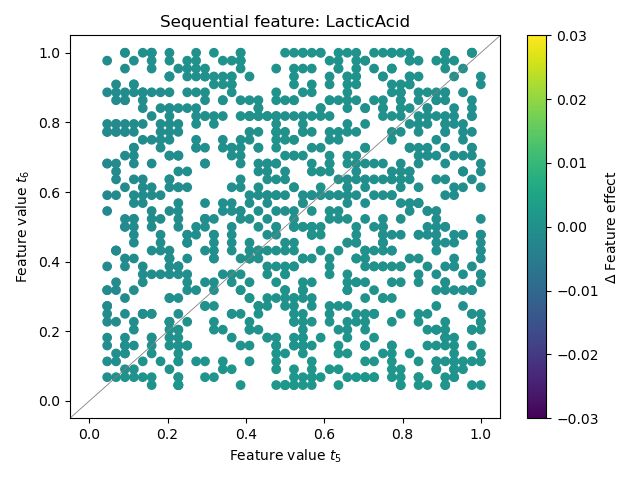 Sequential feature: LacticAcid
1.0
0.8
0.6
0.4
0.2
0.0
Feature value t₆
0.0 0.2 0.4 0.6 0.8 1.0
Feature value t₅
0.03
0.02
0.01
0.00
−0.01
−0.02
−0.03
Δ Feature effect